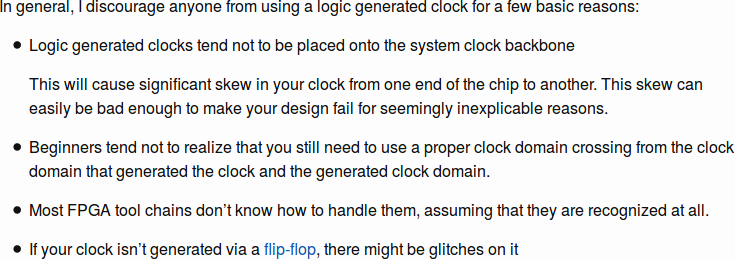 In general, I discourage anyone from using a logic generated clock for a few basic reasons:
• Logic generated clocks tend not to be placed onto the system clock backbone
This will cause significant skew in your clock from one end of the chip to another. This skew can
easily be bad enough to make your design fail for seemingly inexplicable reasons.
• Beginners tend not to realize that you still need to use a proper clock domain crossing from the clock
domain that generated the clock and the generated clock domain.
• Most FPGA tool chains don’t know how to handle them, assuming that they are recognized at all.
• If your clock isn’t generated via a flip-flop, there might be glitches on it